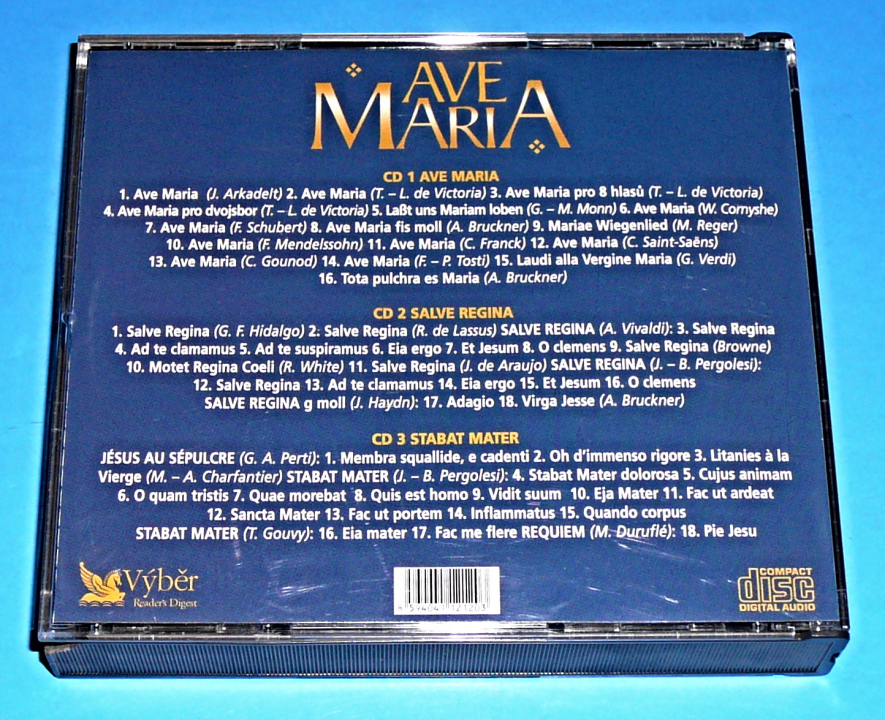 AVE
MARIA
CD 1 AVE MARIA
1. Ave Maria (J. Arkadelt) 2. Ave Maria (T. – L. de Victoria) 3. Ave Maria pro 8 hlasů (T. – L. de Victoria)
4. Ave Maria pro dvojsbor (T. – L. de Victoria) 5. Laßt uns Mariam loben (G. – M. Monn) 6. Ave Maria (W. Cornyshe)
7. Ave Maria (F. Schubert) 8. Ave Maria fis moll (A. Bruckner) 9. Mariae Wiegenlied (M. Reger)
10. Ave Maria (F. Mendelssohn) 11. Ave Maria (C. Franck) 12. Ave Maria (C. Saint-Saëns)
13. Ave Maria (C. Gounod) 14. Ave Maria (F. – P. Tosti) 15. Laudi alla Vergine Maria (G. Verdi)
16. Tota pulchra es Maria (A. Bruckner)
CD 2 SALVE REGINA
1. Salve Regina (G. F. Hidalgo) 2. Salve Regina (R. de Lassus) SALVE REGINA (A. Vivaldi): 3. Salve Regina
4. Ad te clamamus 5. Ad te suspiramus 6. Eia ergo 7. Et Jesum 8. O clemens 9. Salve Regina (Browne)
10. Motet Regina Coeli (R. White) 11. Salve Regina (J. de Araujo) SALVE REGINA (J. – B. Pergolesi):
12. Salve Regina 13. Ad te clamamus 14. Eia ergo 15. Et Jesum 16. O clemens
SALVE REGINA g moll (J. Haydn): 17. Adagio 18. Virga Jesse (A. Bruckner)
CD 3 STABAT MATER
JÉSUS AU SÉPULCRE (G. A. Perti): 1. Membra squallide, e cadenti 2. Oh d'immenso rigore 3. Litanies à la
Vierge (M. – A. Charfantier) STABAT MATER (J. – B. Pergolesi): 4. Stabat Mater dolorosa 5. Cujus animam
6. O quam tristis 7. Quae morebat 8. Quis est homo 9. Vidit suum 10. Eja Mater 11. Fac ut ardeat
12. Sancta Mater 13. Fac ut portem 14. Inflammatus 15. Quando corpus
STABAT MATER (T. Gouvy): 16. Eia mater 17. Fac me flere REQUIEM (M. Duruflé): 18. Pie Jesu
Výběr
Reader's Digest
8 594041 121203
COMPACT
disc
DIGITAL AUDIO